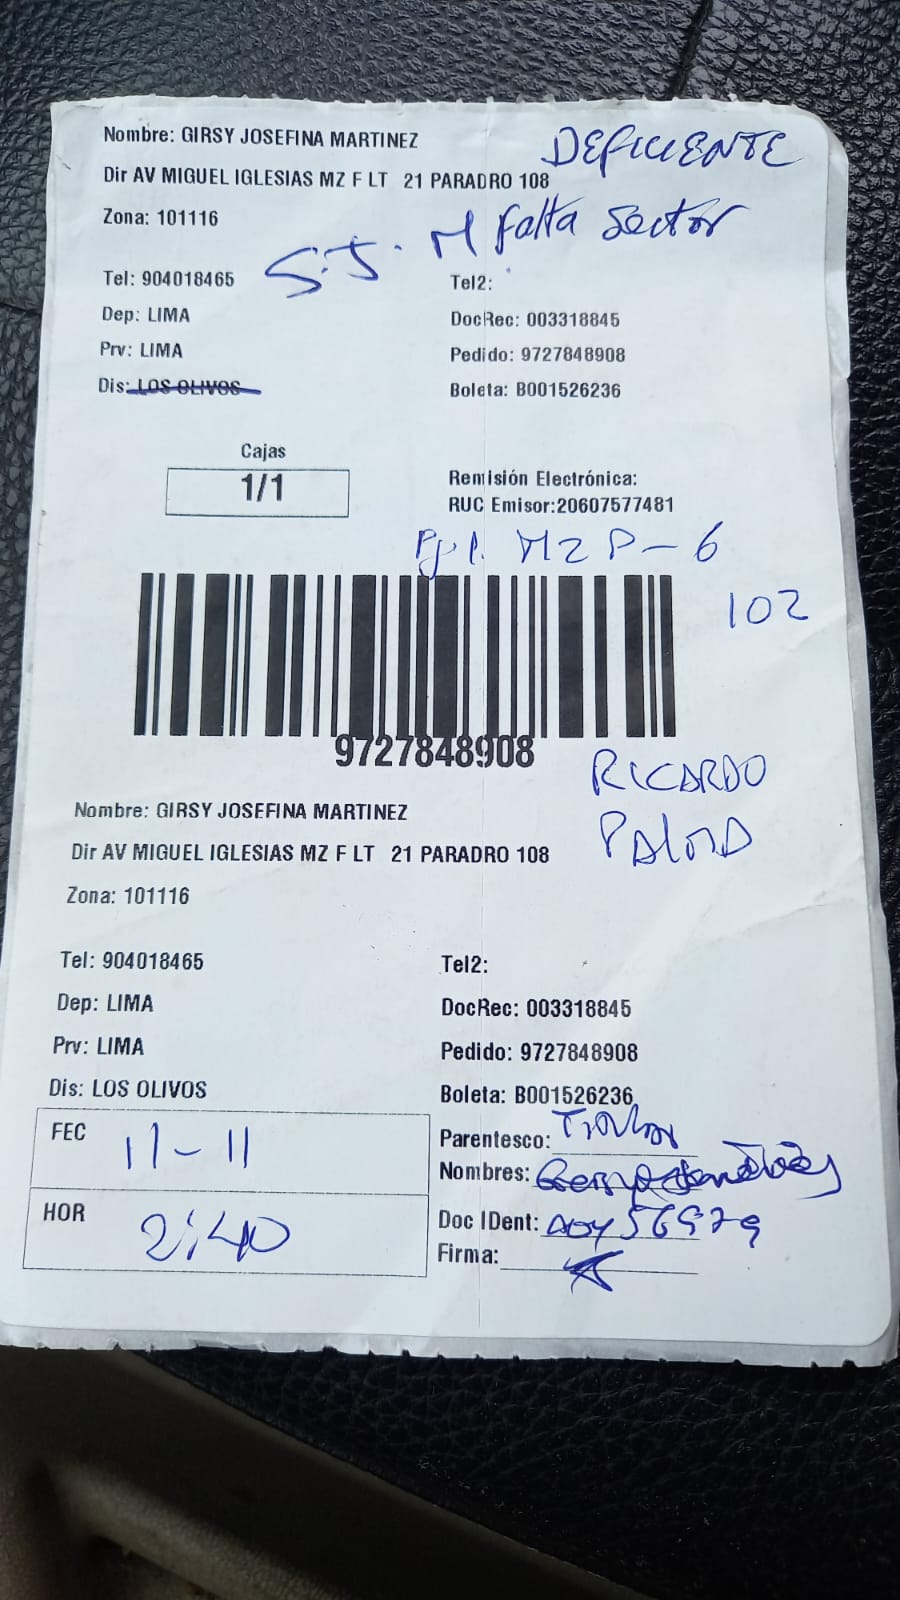 Nombre: GIRSY JOSEFINA MARTINEZ
DEFICIENTE
Dir AV MIGUEL IGLESIAS MZ F LT 21 PARADRO 108
Zona: 101116
S.J. M falta sector
Tel: 904018465
Tel2:
Dep: LIMA
DocRec: 003318845
Prv: LIMA
Pedido: 9727848908
Dis: LOS OLIVOS
Boleta: B001526236
Cajas
1/1
Remisión Electrónica:
RUC Emisor:20607577481
MZ P-6
102
9727848908
RICARDO
PALMA
Nombre: GIRSY JOSEFINA MARTINEZ
Dir AV MIGUEL IGLESIAS MZ F LT 21 PARADRO 108
Zona: 101116
Tel: 904018465
Tel2:
Dep: LIMA
DocRec: 003318845
Prv: LIMA
Pedido: 9727848908
Dis: LOS OLIVOS
Boleta: B001526236
FEC 11-11
Parentesco: Titular
Nombres:
HOR 2:40
Doc IDent:
Firma: